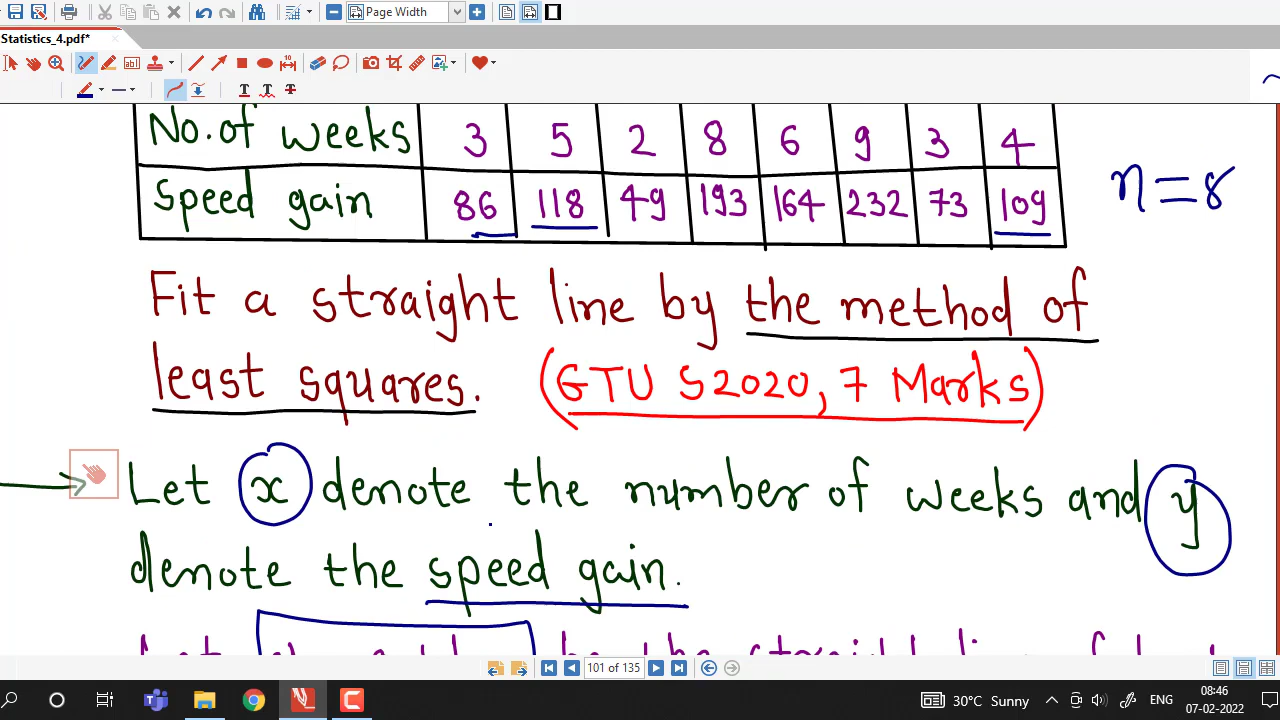 Page Width
Statistics_4.pdf*
No. of weeks 3 5 2 8 6 9 3 4
Speed gain 86 118 49 193 164 232 73 109
n=8
Fit a straight line by the method of
least squares. (GTU S2020, 7 Marks)
Let x denote the number of weeks and y
denote the speed gain.
101 of 135
30°C Sunny
ENG
08:46
07-02-2022